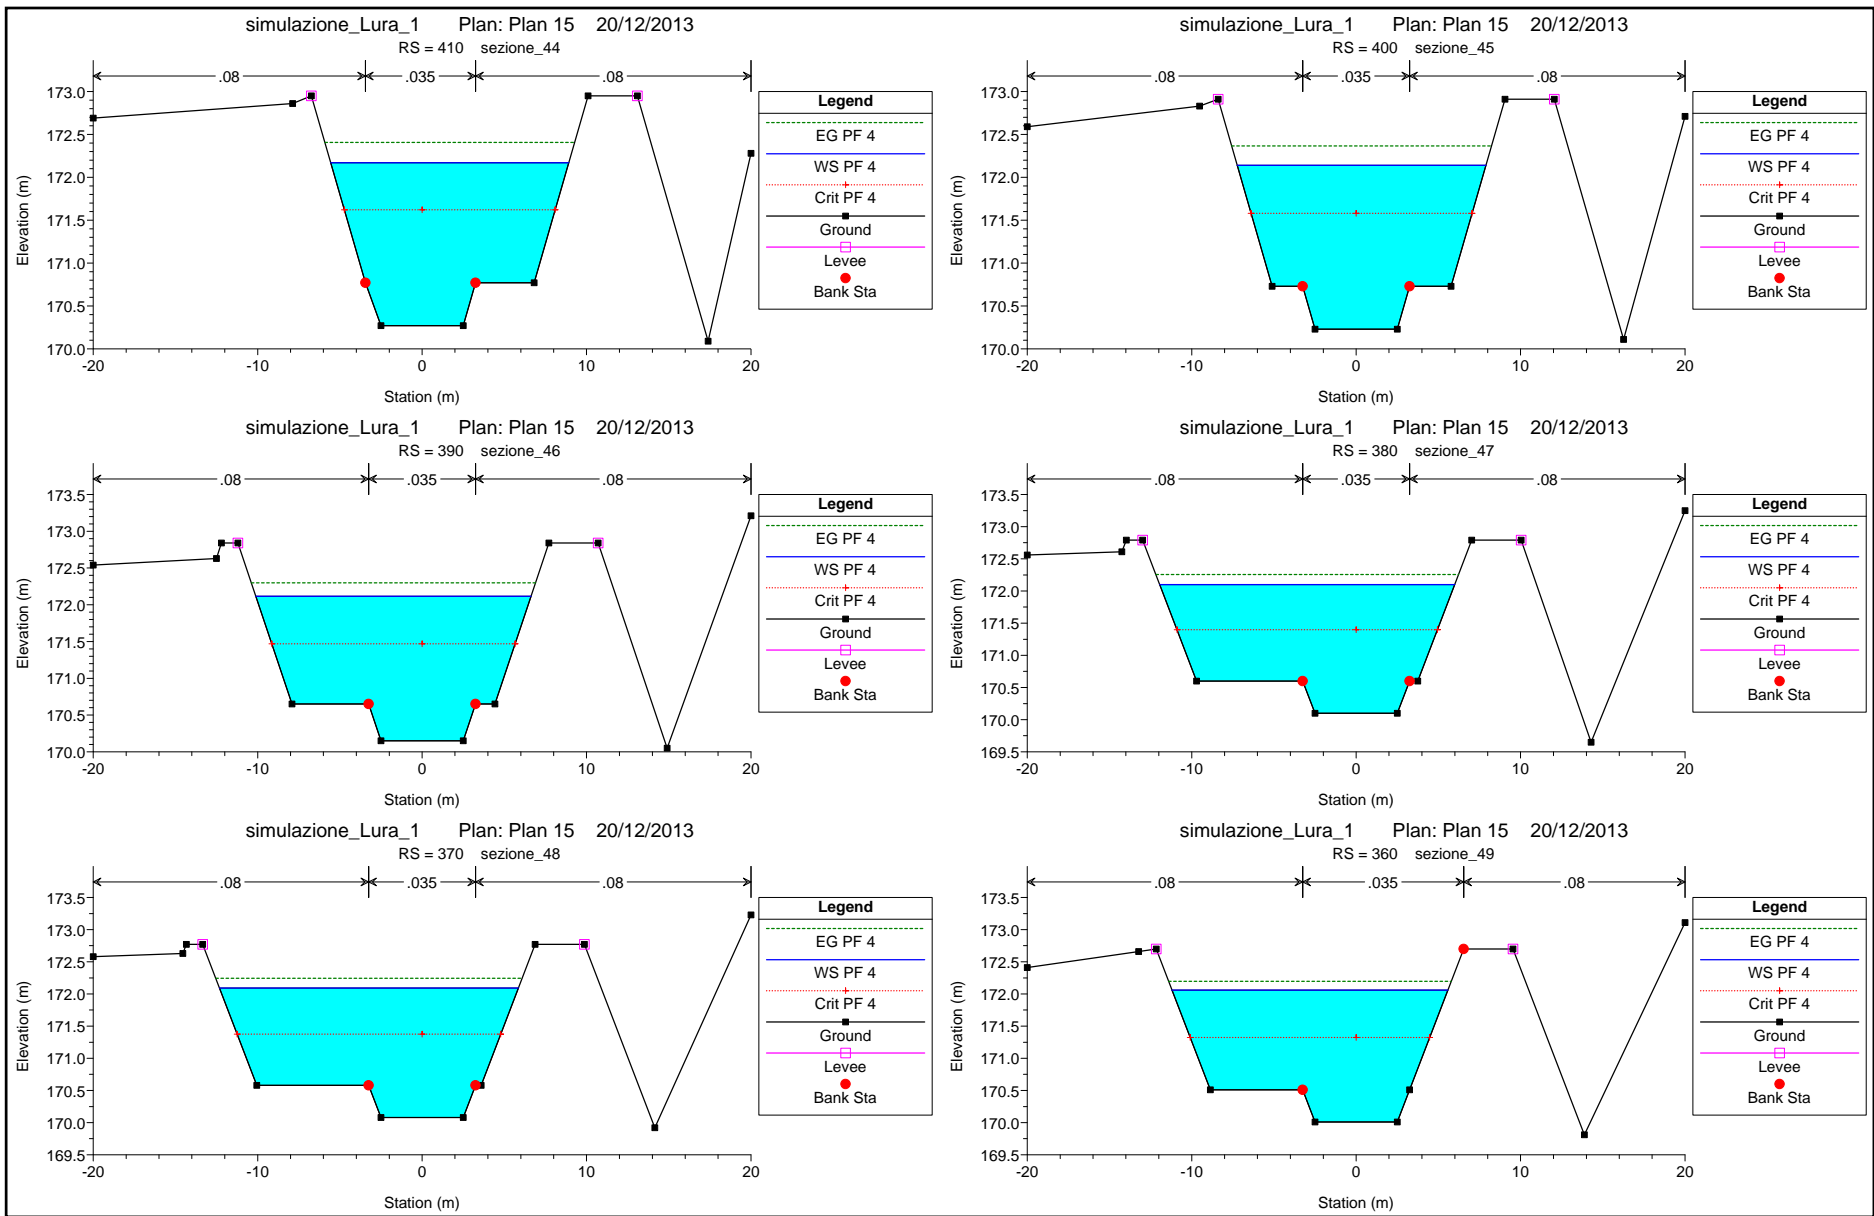 simulazione_Lura_1 Plan: Plan 15 20/12/2013
RS = 410 sezione_44
.08 .035 .08
173.0
172.5
172.0
171.5
171.0
170.5
170.0
Elevation (m)
-20 -10 0 10 20
Station (m)
Legend
EG PF 4
WS PF 4
Crit PF 4
Ground
Levee
Bank Sta
simulazione_Lura_1 Plan: Plan 15 20/12/2013
RS = 400 sezione_45
.08 .035 .08
173.0
172.5
172.0
171.5
171.0
170.5
170.0
Elevation (m)
-20 -10 0 10 20
Station (m)
Legend
EG PF 4
WS PF 4
Crit PF 4
Ground
Levee
Bank Sta
simulazione_Lura_1 Plan: Plan 15 20/12/2013
RS = 390 sezione_46
.08 .035 .08
173.5
173.0
172.5
172.0
171.5
171.0
170.5
170.0
Elevation (m)
-20 -10 0 10 20
Station (m)
Legend
EG PF 4
WS PF 4
Crit PF 4
Ground
Levee
Bank Sta
simulazione_Lura_1 Plan: Plan 15 20/12/2013
RS = 380 sezione_47
.08 .035 .08
173.5
173.0
172.5
172.0
171.5
171.0
170.5
170.0
169.5
Elevation (m)
-20 -10 0 10 20
Station (m)
Legend
EG PF 4
WS PF 4
Crit PF 4
Ground
Levee
Bank Sta
simulazione_Lura_1 Plan: Plan 15 20/12/2013
RS = 370 sezione_48
.08 .035 .08
173.5
173.0
172.5
172.0
171.5
171.0
170.5
170.0
169.5
Elevation (m)
-20 -10 0 10 20
Station (m)
Legend
EG PF 4
WS PF 4
Crit PF 4
Ground
Levee
Bank Sta
simulazione_Lura_1 Plan: Plan 15 20/12/2013
RS = 360 sezione_49
.08 .035 .08
173.5
173.0
172.5
172.0
171.5
171.0
170.5
170.0
169.5
Elevation (m)
-20 -10 0 10 20
Station (m)
Legend
EG PF 4
WS PF 4
Crit PF 4
Ground
Levee
Bank Sta